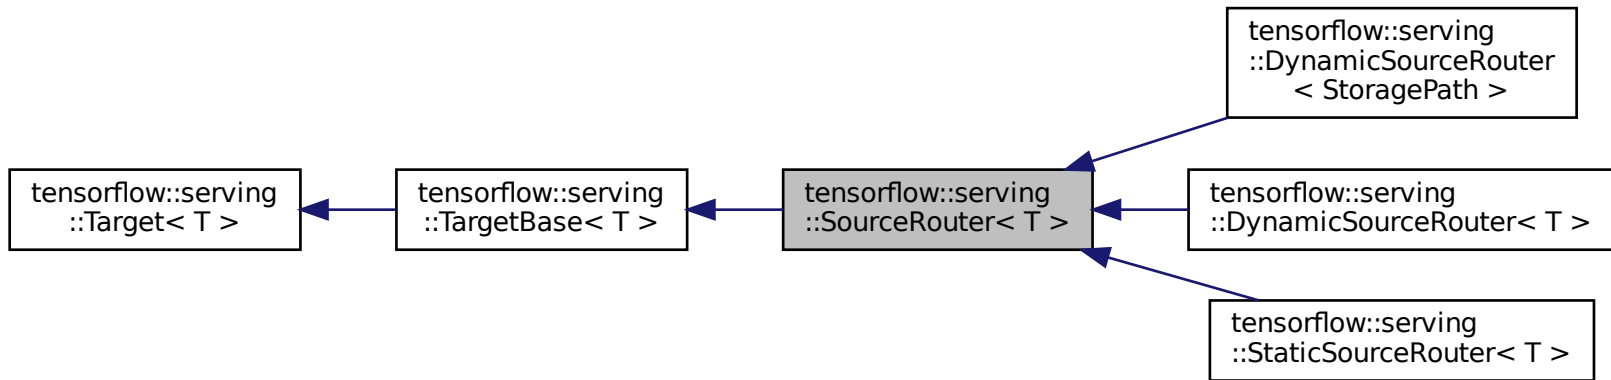 tensorflow::serving
::Target< T >
tensorflow::serving
::TargetBase< T >
tensorflow::serving
::SourceRouter< T >
tensorflow::serving
::DynamicSourceRouter
< StoragePath >
tensorflow::serving
::DynamicSourceRouter< T >
tensorflow::serving
::StaticSourceRouter< T >